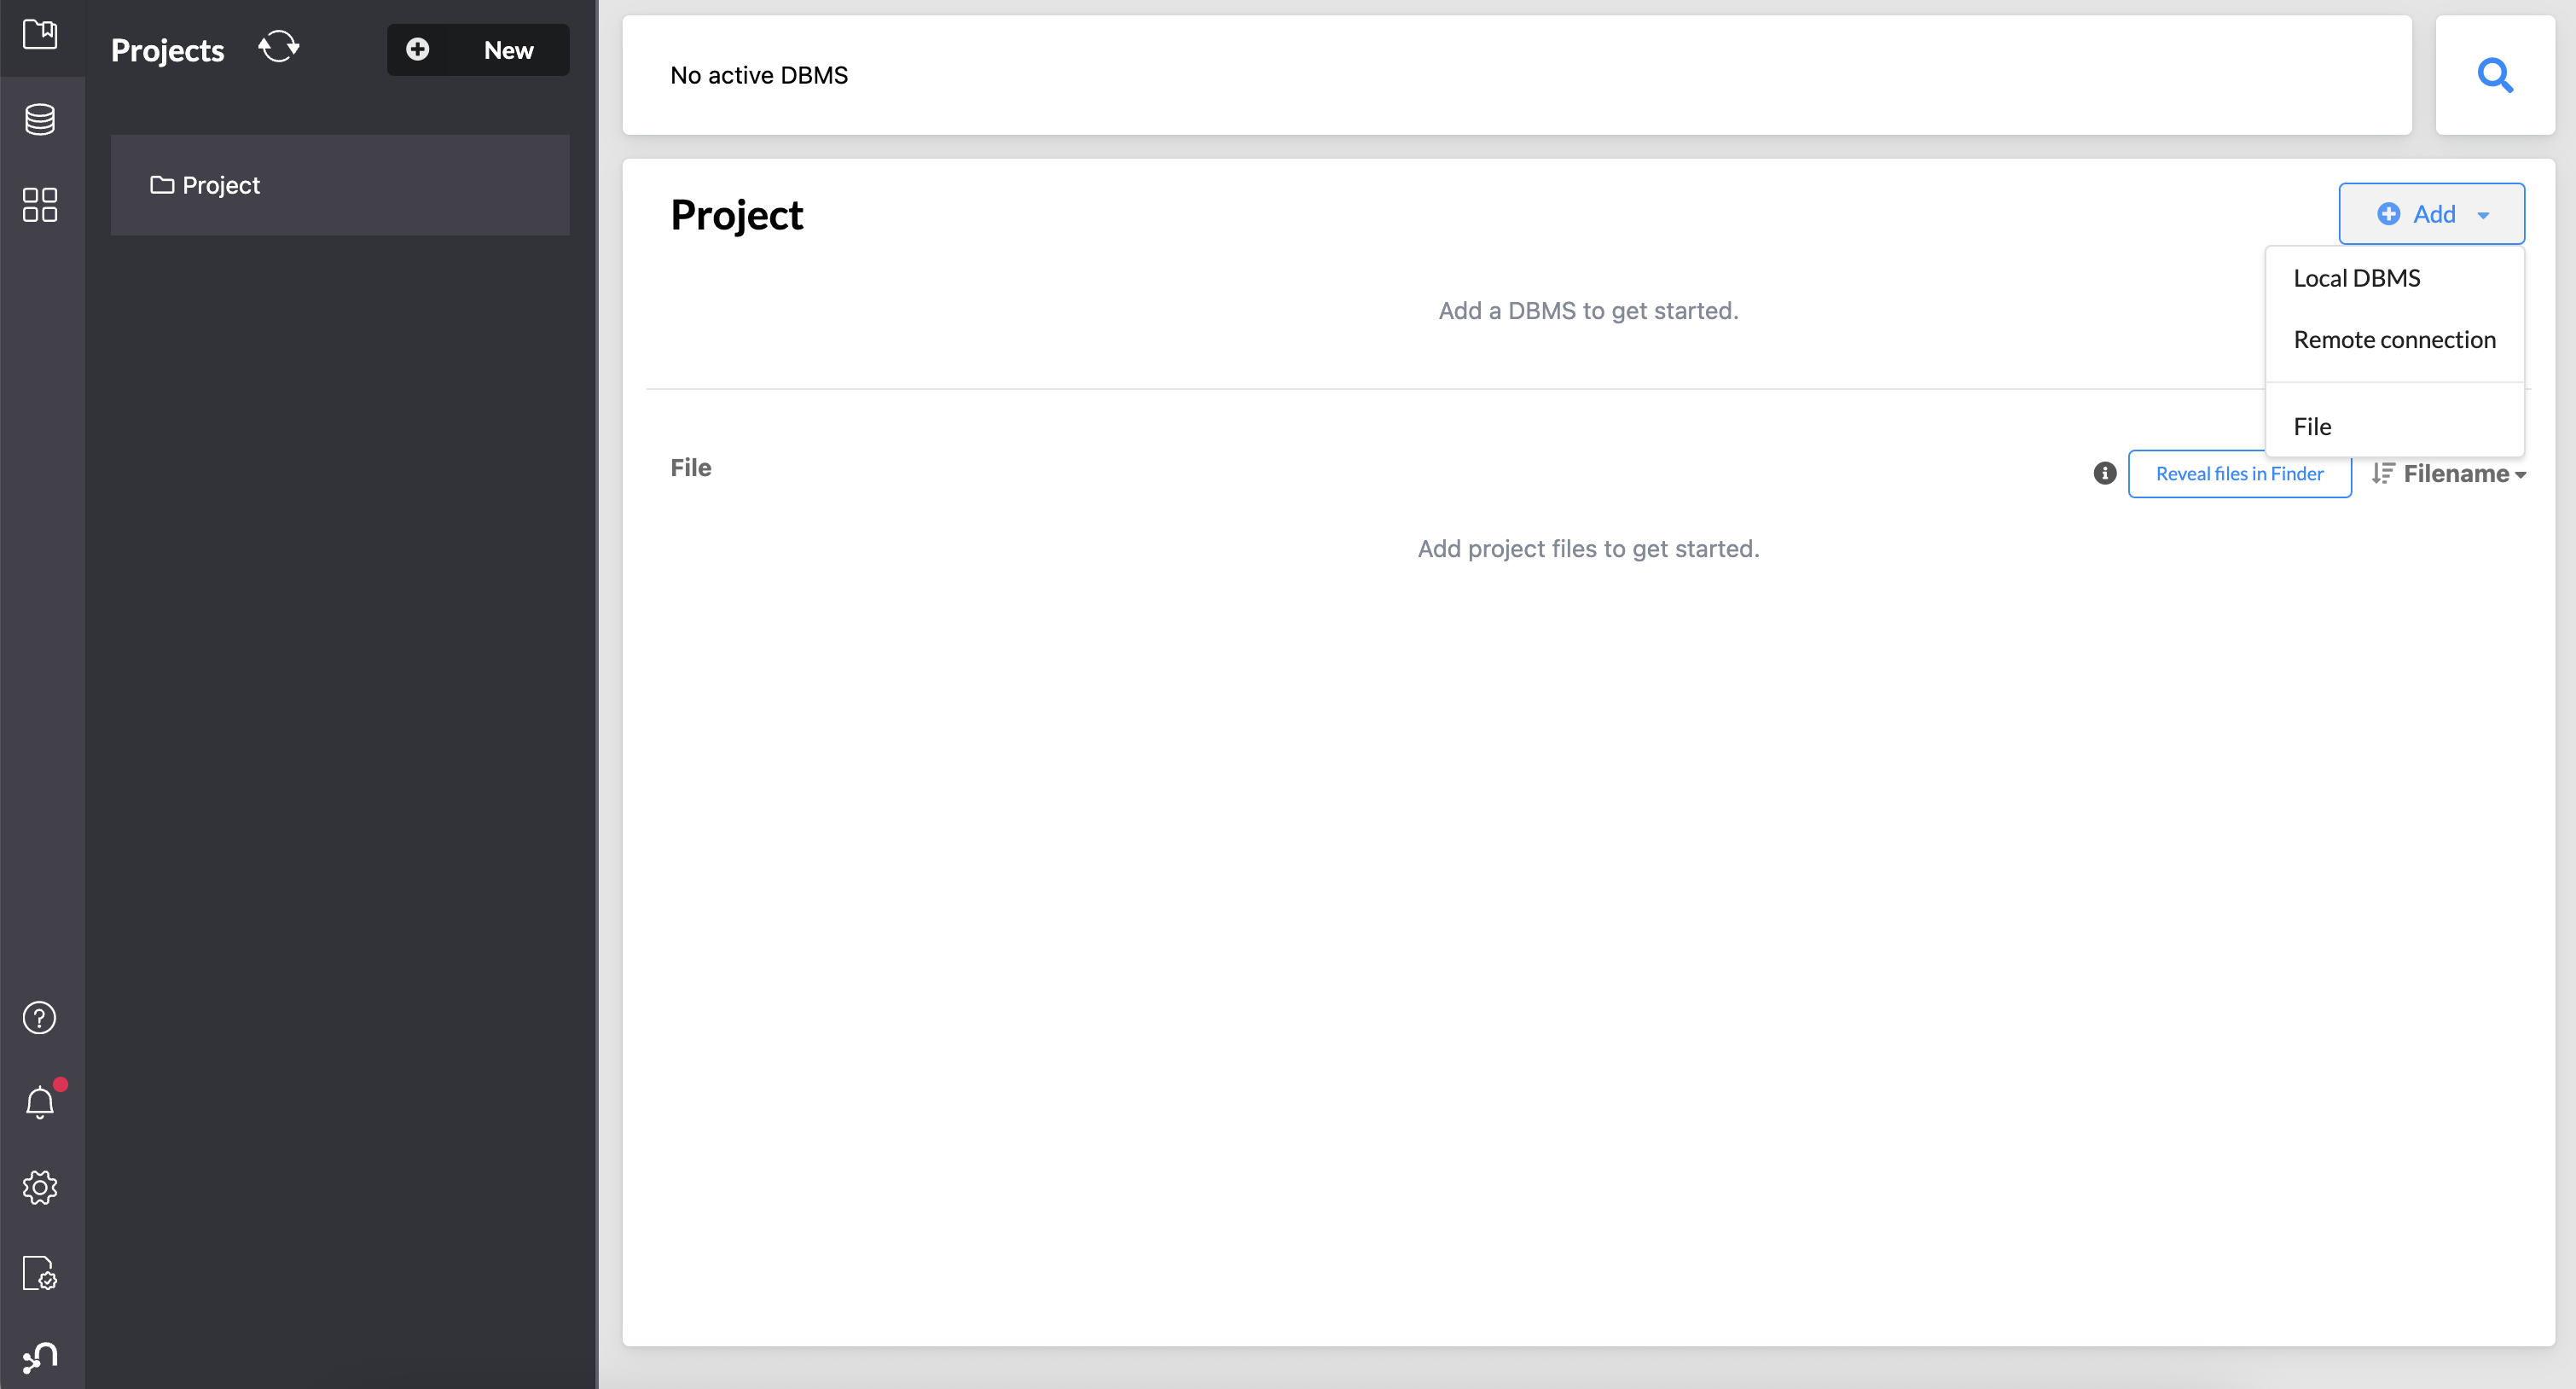 Projects
New
Project
No active DBMS
Project
Add
Local DBMS
Remote connection
File
Add a DBMS to get started.
File
Reveal files in Finder
Filename
Add project files to get started.